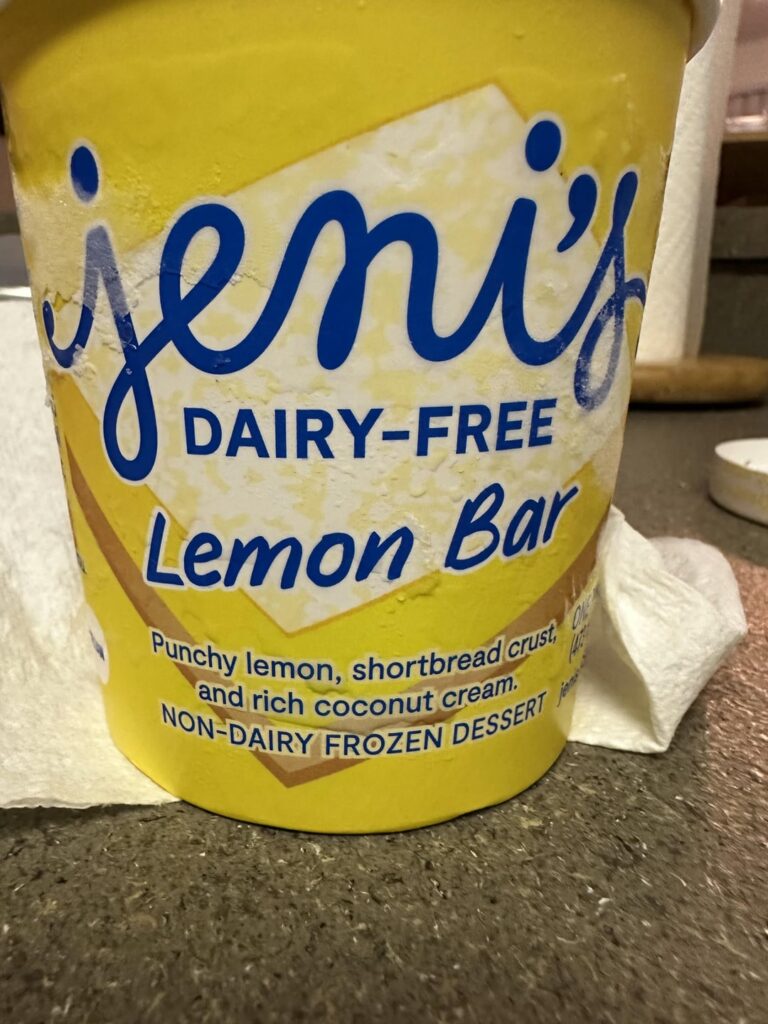 jeni's
DAIRY-FREE
Lemon Bar
Punchy lemon, shortbread crust,
and rich coconut cream.
NON-DAIRY FROZEN DESSERT